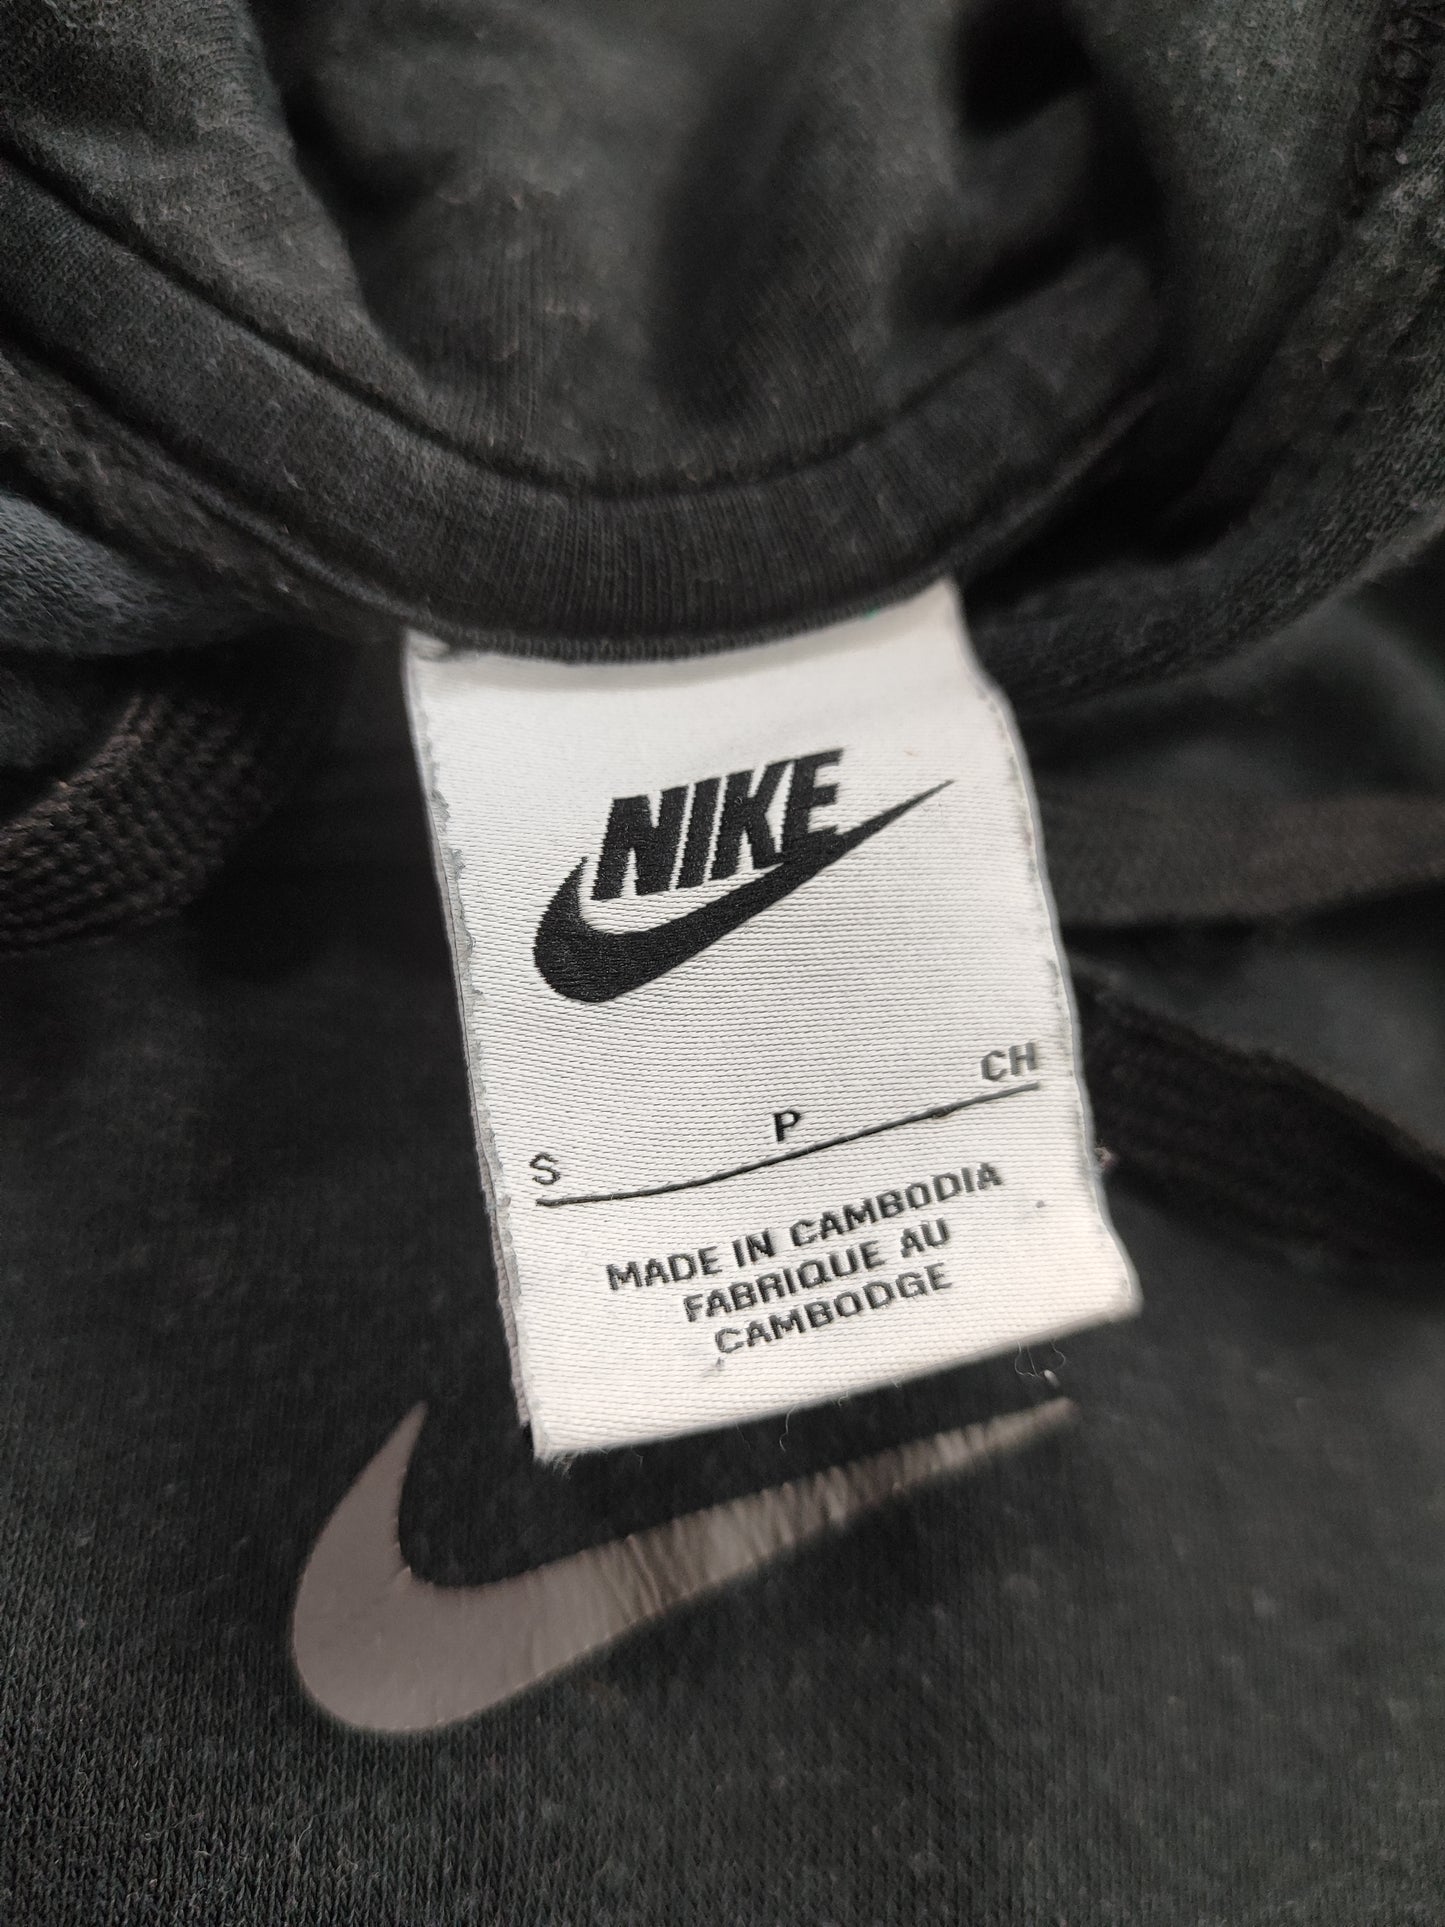 NIKE
S P CH
MADE IN CAMBODIA
FABRIQUE AU
CAMBODGE